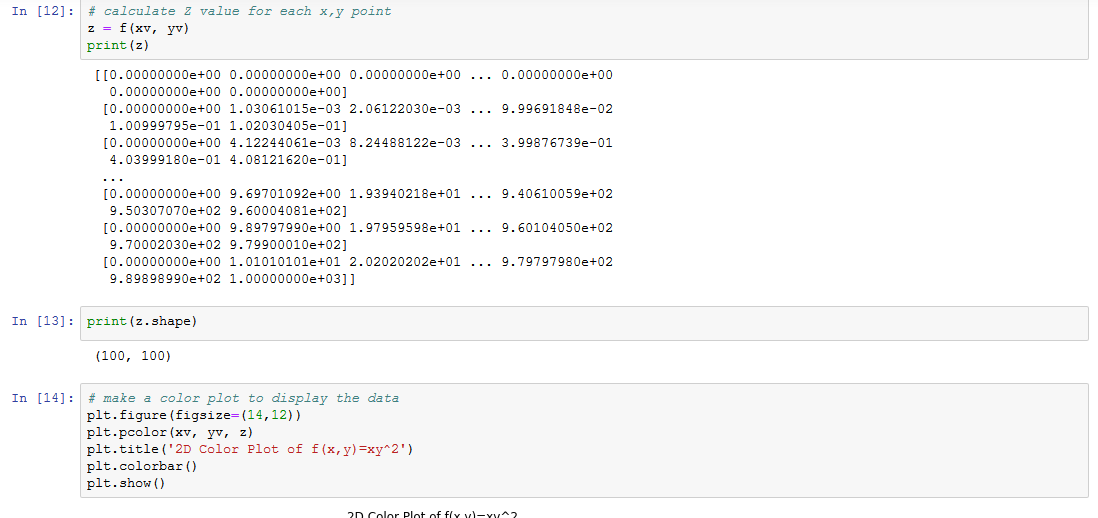 In [12]: # calculate Z value for each x,y point
z = f(xv, yv)
print(z)
[[0.00000000e+00 0.00000000e+00 0.00000000e+00 ... 0.00000000e+00
0.00000000e+00 0.00000000e+00]
[0.00000000e+00 1.03061015e-03 2.06122030e-03 ... 9.99691848e-02
1.00999795e-01 1.02030405e-01]
[0.00000000e+00 4.12244061e-03 8.24488122e-03 ... 3.99876739e-01
4.03999180e-01 4.08121620e-01]
...
[0.00000000e+00 9.69701092e+00 1.93940218e+01 ... 9.40610059e+02
9.50307070e+02 9.60004081e+02]
[0.00000000e+00 9.89797990e+00 1.97959598e+01 ... 9.60104050e+02
9.70002030e+02 9.79900010e+02]
[0.00000000e+00 1.01010101e+01 2.02020202e+01 ... 9.79797980e+02
9.89898990e+02 1.00000000e+03]]
In [13]: print(z.shape)
(100, 100)
In [14]: # make a color plot to display the data
plt.figure(figsize=(14,12))
plt.pcolor(xv, yv, z)
plt.title('2D Color Plot of f(x,y)=xy^2')
plt.colorbar()
plt.show()
2D Color Plot of f(x,y)=xy^2